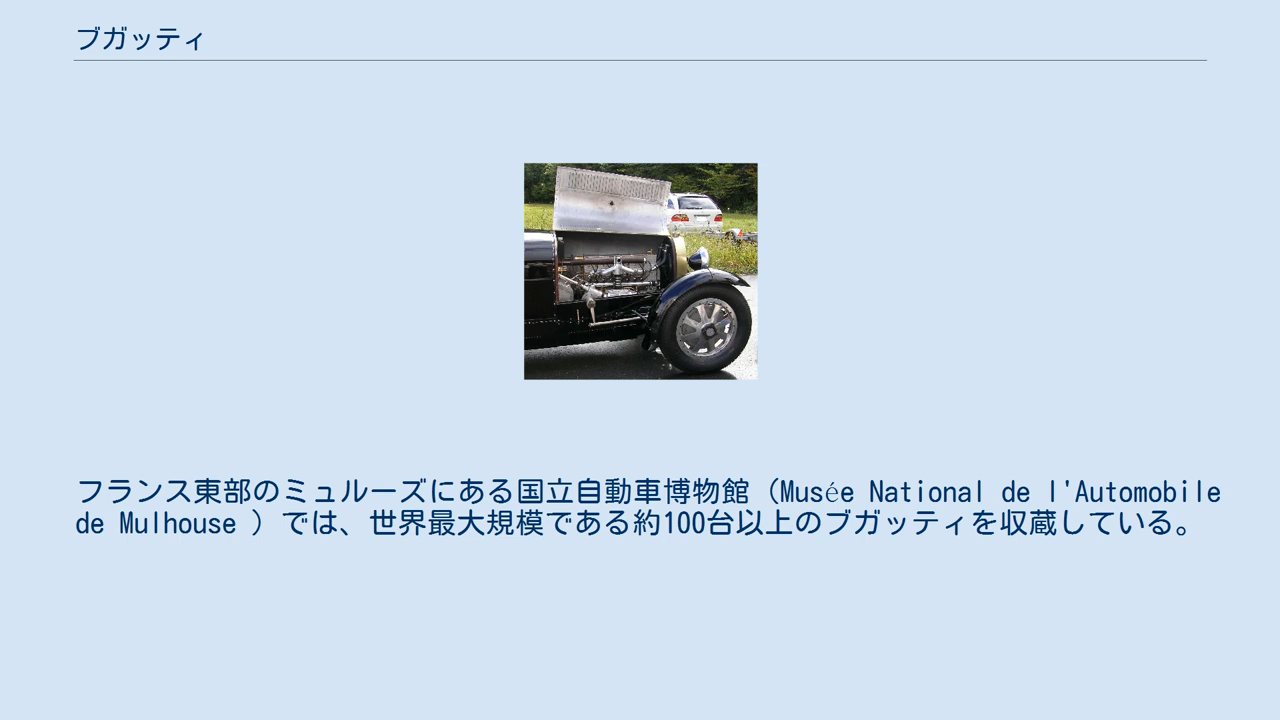 ブガッティ
フランス東部のミュルーズにある国立自動車博物館（Musée National de l'Automobile
de Mulhouse ）では、世界最大規模である約100台以上のブガッティを収蔵している。